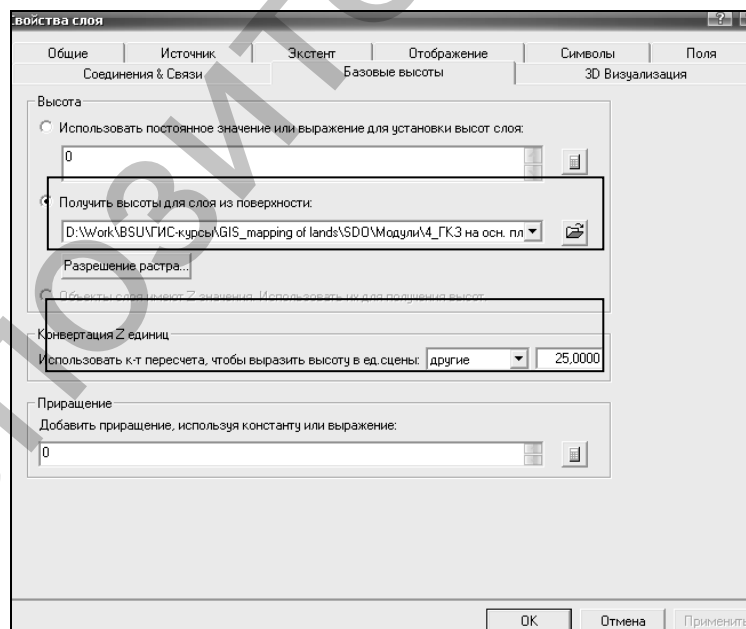 войства слоя
Общие Источник Экстент Отображение Символы Поля
Соединения & Связи Базовые высоты 3D Визуализация
Высота
Использовать постоянное значение или выражение для установки высот слоя:
0
Получить высоты для слоя из поверхности:
D:\Work\BSU\ГИС-курсы\GIS_mapping of lands\SDO\Модули\4_ГКЗ на осн. пл
Разрешение растра...
Объекты слоя имеют Z значения. Использовать их для получения высот
Конвертация Z единиц
Использовать к-т пересчета, чтобы выразить высоту в ед.сцены: другие 25,0000
Приращение
Добавить приращение, используя константу или выражение:
0
OK Отмена Применить